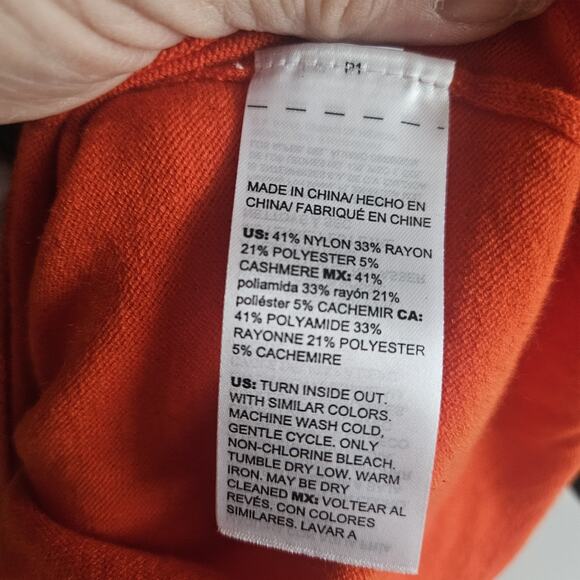 P1
MADE IN CHINA/ HECHO EN
CHINA/ FABRIQUÉ EN CHINE
US: 41% NYLON 33% RAYON
21% POLYESTER 5%
CASHMERE MX: 41%
poliamida 33% rayón 21%
poliéster 5% CACHEMIR CA:
41% POLYAMIDE 33%
RAYONNE 21% POLYESTER
5% CACHEMIRE
US: TURN INSIDE OUT.
WITH SIMILAR COLORS.
MACHINE WASH COLD,
GENTLE CYCLE. ONLY
NON-CHLORINE BLEACH.
TUMBLE DRY LOW. WARM
IRON. MAY BE DRY
CLEANED MX: VOLTEAR AL
REVÉS, CON COLORES
SIMILARES. LAVAR A